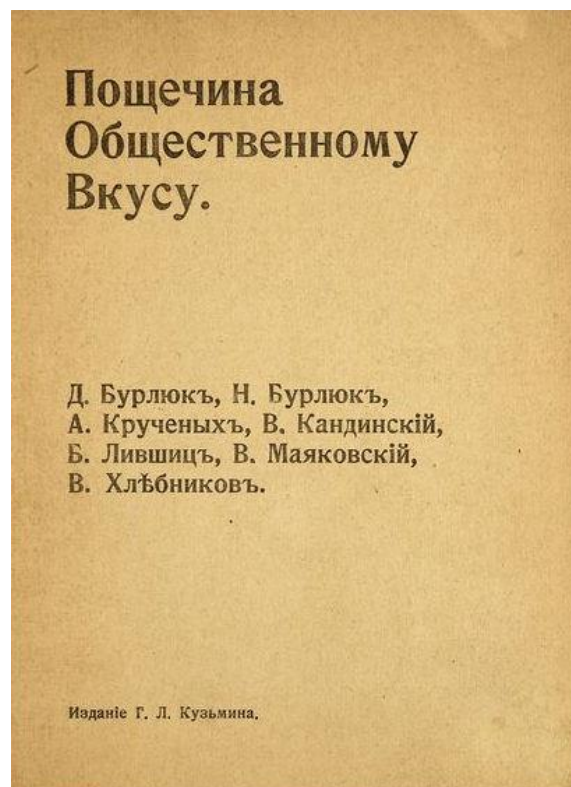 Пощечина
Общественному
Вкусу.
Д. Бурлюкъ, Н. Бурлюкъ,
А. Крученыхъ, В. Кандинскій,
Б. Лившицъ, В. Маяковскій,
В. Хлѣбниковъ.
Изданіе Г. Л. Кузьмина.